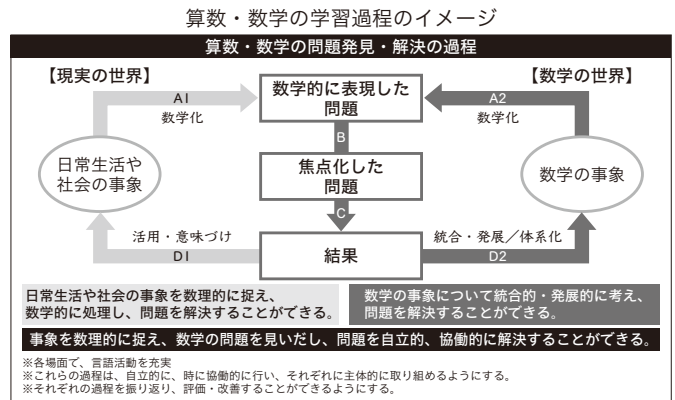 算数・数学の学習過程のイメージ
算数・数学の問題発見・解決の過程
【現実の世界】
【数学の世界】
A1
数学化
数学的に表現した
問題
A2
数学化
B
日常生活や
社会の事象
焦点化した
問題
数学の事象
C
活用・意味づけ
D1
結果
統合・発展／体系化
D2
日常生活や社会の事象を数理的に捉え、
数学的に処理し、問題を解決することができる。
数学の事象について統合的・発展的に考え、
問題を解決することができる。
事象を数理的に捉え、数学の問題を見いだし、問題を自立的、協働的に解決することができる。
※各場面で、言語活動を充実
※これらの過程は、自立的に、時に協働的に行い、それぞれに主体的に取り組めるようにする。
※それぞれの過程を振り返り、評価・改善することができるようにする。